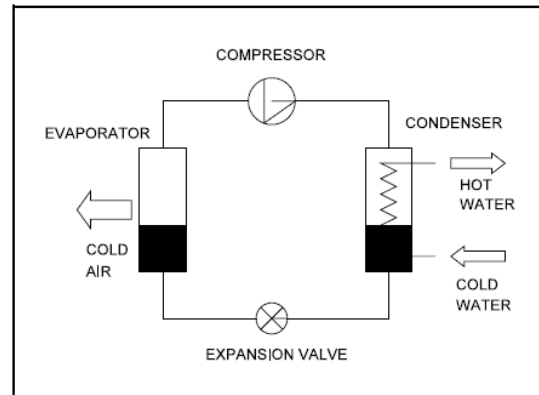 COMPRESSOR
EVAPORATOR
CONDENSER
HOT
WATER
COLD
AIR
COLD
WATER
EXPANSION VALVE